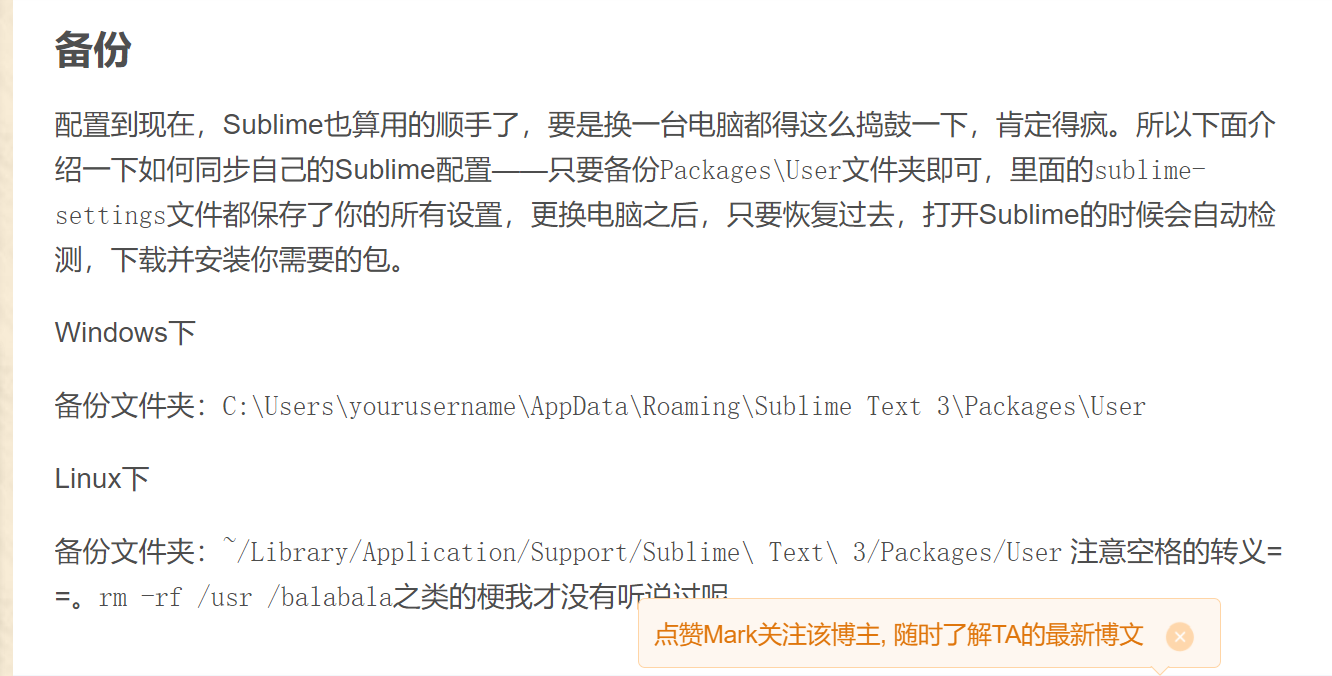 备份
配置到现在，Sublime也算用的顺手了，要是换一台电脑都得这么捣鼓一下，肯定得疯。所以下面介
绍一下如何同步自己的Sublime配置——只要备份Packages\User文件夹即可，里面的sublime-
settings文件都保存了你的所有设置，更换电脑之后，只要恢复过去，打开Sublime的时候会自动检
测，下载并安装你需要的包。
Windows下
备份文件夹：C:\Users\yourusername\AppData\Roaming\Sublime Text 3\Packages\User
Linux下
备份文件夹：~/Library/Application/Support/Sublime\ Text\ 3/Packages/User 注意空格的转义=
=。rm -rf /usr /balabala之类的梗我才没有听说过呢
点赞Mark关注该博主, 随时了解TA的最新博文